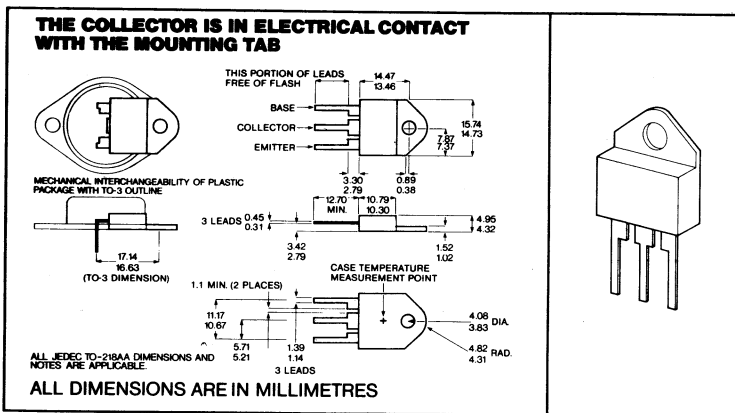 THE COLLECTOR IS IN ELECTRICAL CONTACT
WITH THE MOUNTING TAB
THIS PORTION OF LEADS
FREE OF FLASH
14.47
13.46
BASE
COLLECTOR
EMITTER
15.74
14.73
7.87
7.37
3.30
2.79
0.89
0.38
MECHANICAL INTERCHANGEABILITY OF PLASTIC
PACKAGE WITH TO-3 OUTLINE
12.70
MIN.
10.79
10.30
3 LEADS
0.45
0.31
4.95
4.32
3.42
2.79
1.52
1.02
17.14
16.63
(TO-3 DIMENSION)
CASE TEMPERATURE
MEASUREMENT POINT
1.1 MIN. (2 PLACES)
11.17
10.67
5.71
5.21
1.39
1.14
3 LEADS
4.08
3.83
DIA.
4.82
4.31
RAD.
ALL JEDEC TO-218AA DIMENSIONS AND
NOTES ARE APPLICABLE.
ALL DIMENSIONS ARE IN MILLIMETRES